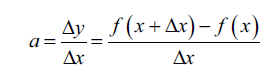 a = Δy/Δx = (f(x + Δx) − f(x))/Δx